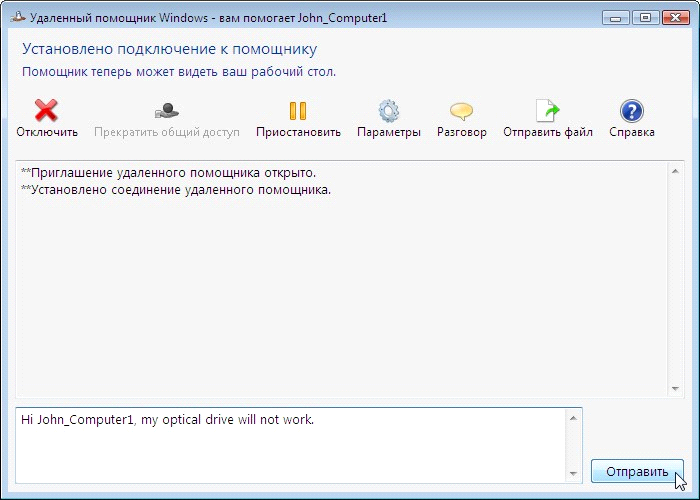 Удаленный помощник Windows - вам помогает John_Computer1
Установлено подключение к помощнику
Помощник теперь может видеть ваш рабочий стол.
Отключить Прекратить общий доступ Приостановить Параметры Разговор Отправить файл Справка
**Приглашение удаленного помощника открыто.
**Установлено соединение удаленного помощника.
Hi John_Computer1, my optical drive will not work.
Отправить